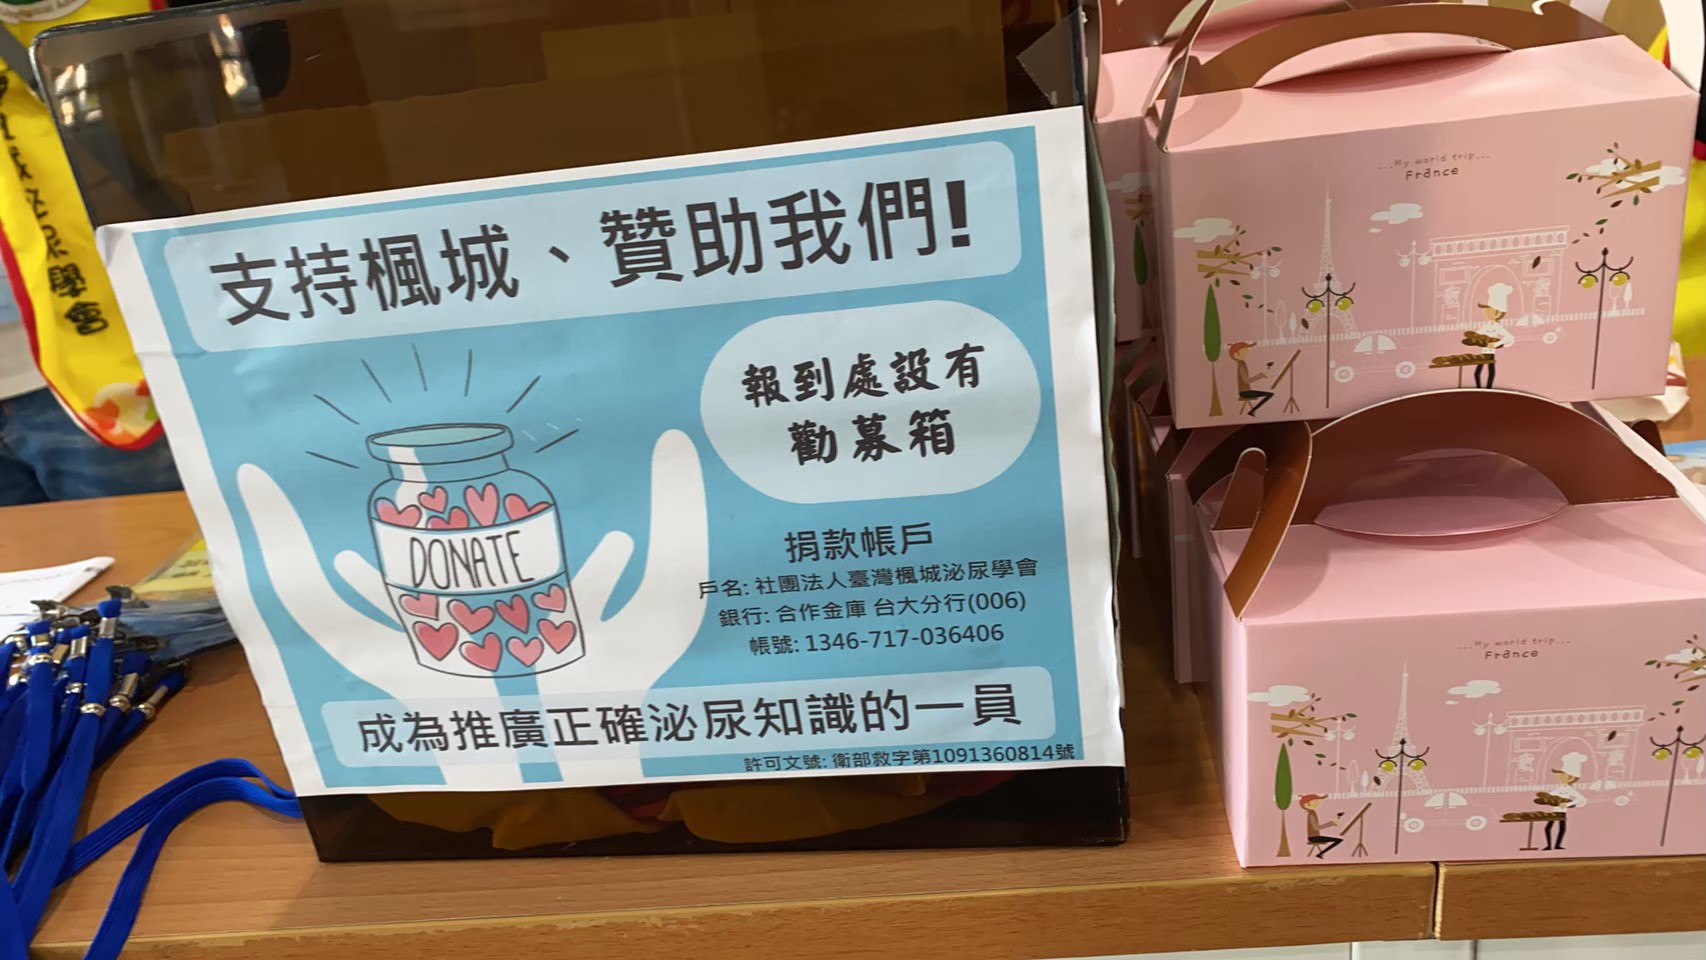 支持楓城、贊助我們!
報到處設有
勸募箱
DONATE
捐款帳戶
戶名: 社團法人臺灣楓城泌尿學會
銀行: 合作金庫 台大分行(006)
帳號: 1346-717-036406
成為推廣正確泌尿知識的一員
許可文號: 衛部救字第1091360814號
...My world trip...
France
...My world trip...
France
泌尿學會